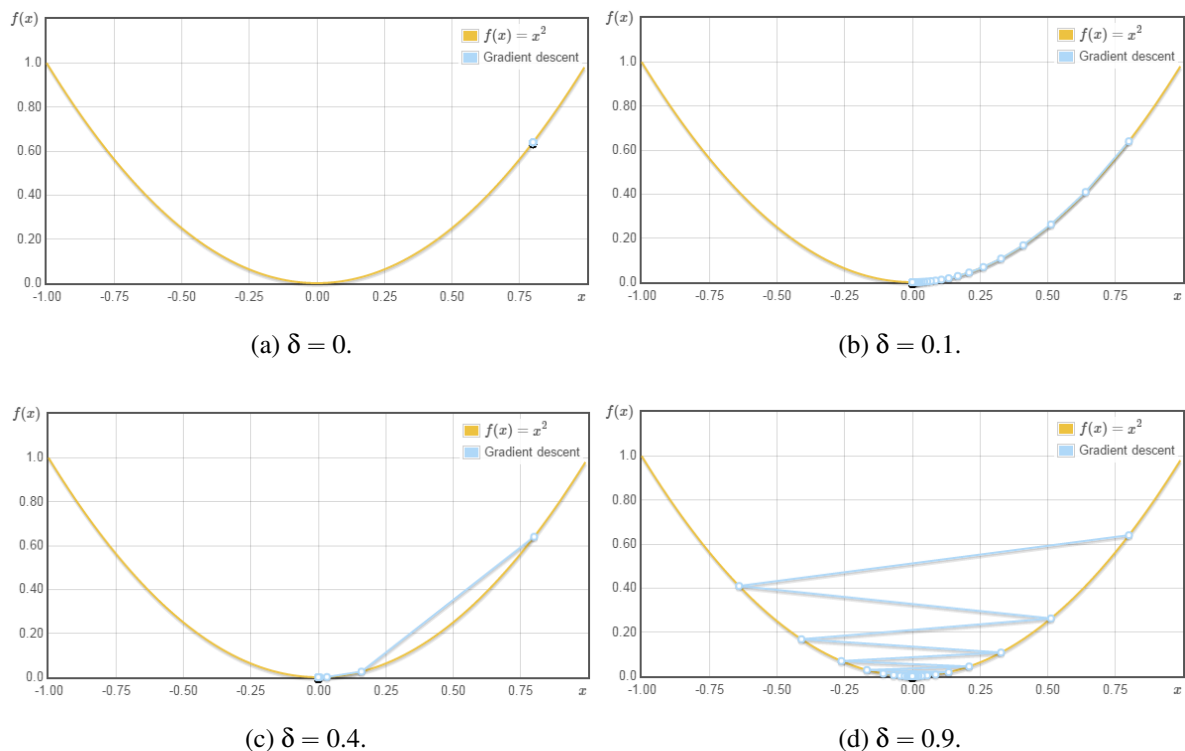 f(x)
f(x) = x²
Gradient descent
1.0
0.80
0.60
0.40
0.20
0.0
-1.00 -0.75 -0.50 -0.25 0.00 0.25 0.50 0.75 x
(a) δ = 0.
f(x)
f(x) = x²
Gradient descent
1.0
0.80
0.60
0.40
0.20
0.0
-1.00 -0.75 -0.50 -0.25 0.00 0.25 0.50 0.75 x
(b) δ = 0.1.
f(x)
f(x) = x²
Gradient descent
1.0
0.80
0.60
0.40
0.20
0.0
-1.00 -0.75 -0.50 -0.25 0.00 0.25 0.50 0.75 x
(c) δ = 0.4.
f(x)
f(x) = x²
Gradient descent
1.0
0.80
0.60
0.40
0.20
0.0
-1.00 -0.75 -0.50 -0.25 0.00 0.25 0.50 0.75 x
(d) δ = 0.9.